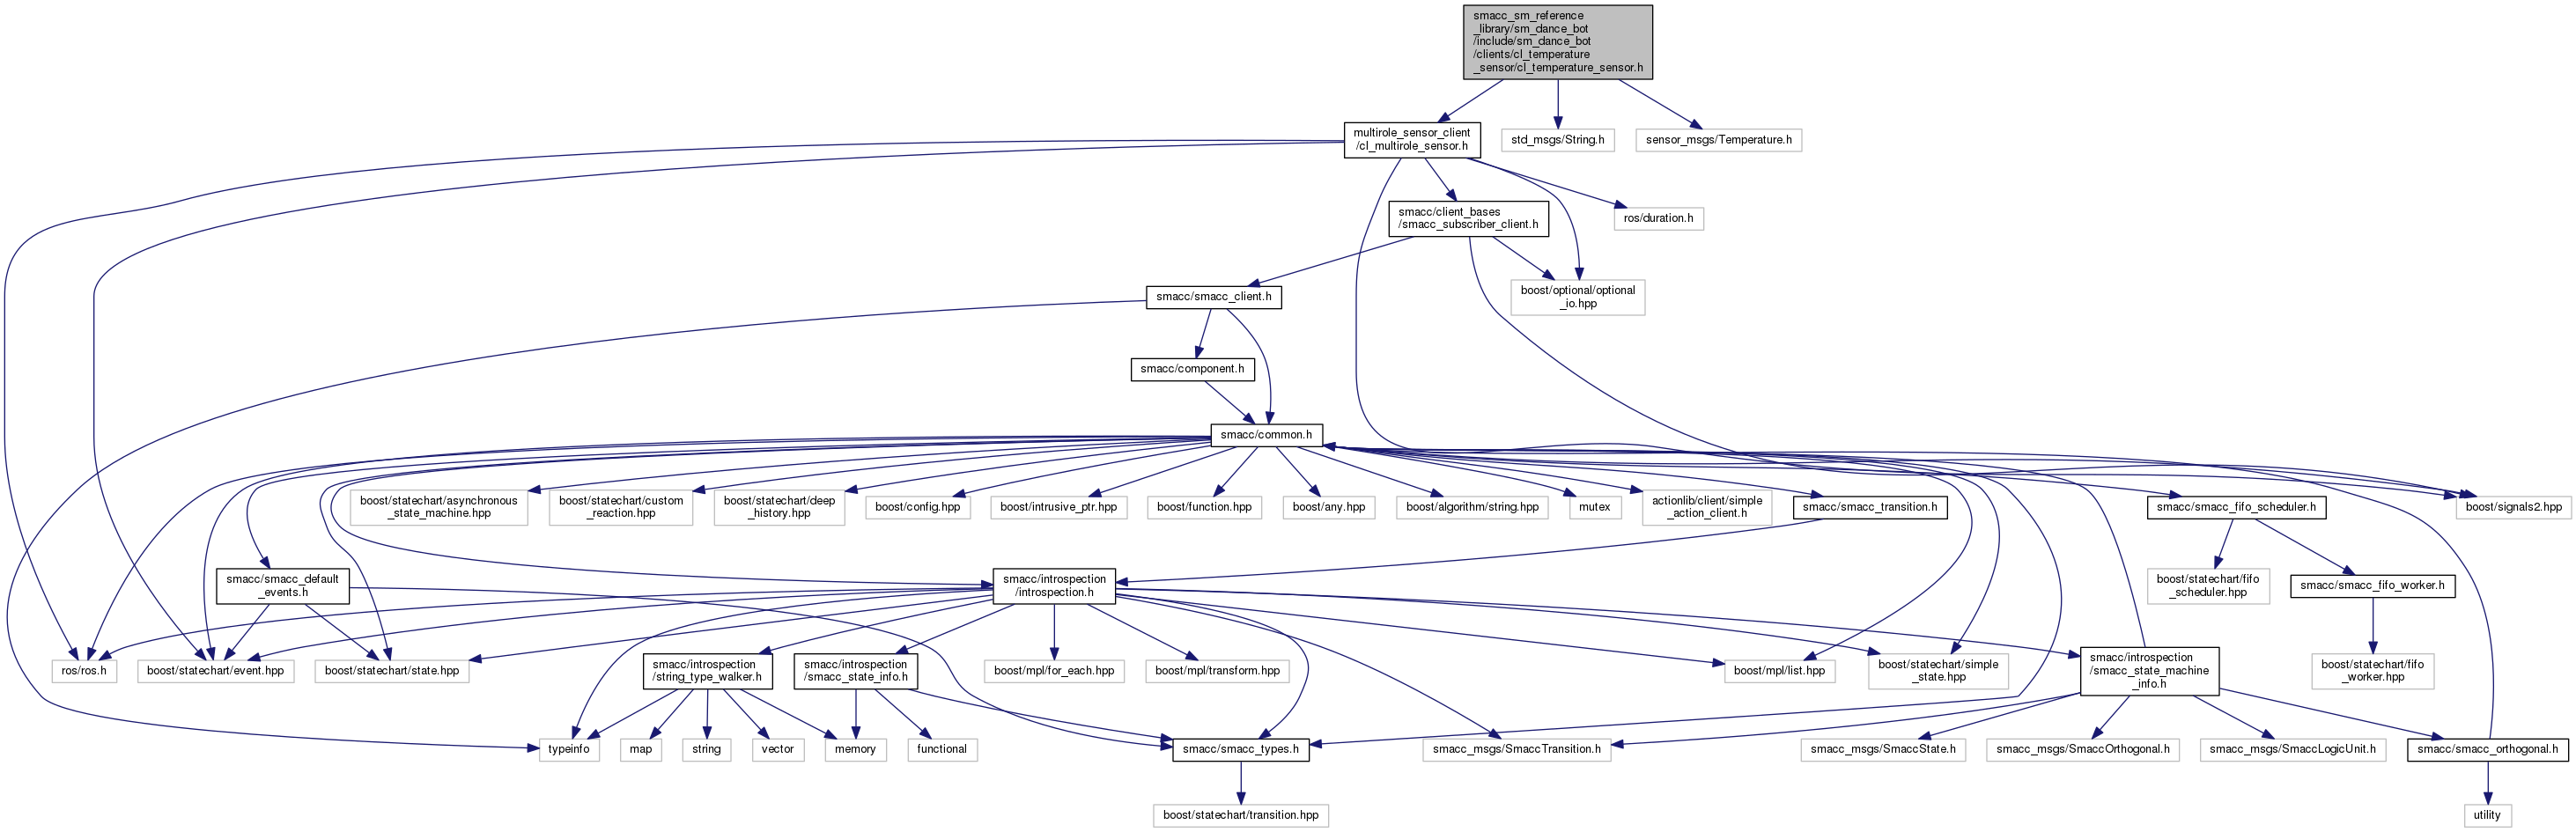 smacc_sm_reference
_library/sm_dance_bot
/include/sm_dance_bot
/clients/cl_temperature
_sensor/cl_temperature_sensor.h
multirole_sensor_client
/cl_multirole_sensor.h
std_msgs/String.h
sensor_msgs/Temperature.h
smacc/client_bases
/smacc_subscriber_client.h
ros/duration.h
smacc/smacc_client.h
boost/optional/optional
_io.hpp
smacc/component.h
smacc/common.h
boost/statechart/asynchronous
_state_machine.hpp
boost/statechart/custom
_reaction.hpp
boost/statechart/deep
_history.hpp
boost/config.hpp
boost/intrusive_ptr.hpp
boost/function.hpp
boost/any.hpp
boost/algorithm/string.hpp
mutex
actionlib/client/simple
_action_client.h
smacc/smacc_transition.h
smacc/smacc_fifo_scheduler.h
boost/signals2.hpp
smacc/smacc_default
_events.h
smacc/introspection
/introspection.h
boost/statechart/fifo
_scheduler.hpp
smacc/smacc_fifo_worker.h
ros/ros.h
boost/statechart/event.hpp
boost/statechart/state.hpp
smacc/introspection
/string_type_walker.h
smacc/introspection
/smacc_state_info.h
boost/mpl/for_each.hpp
boost/mpl/transform.hpp
boost/mpl/list.hpp
boost/statechart/simple
_state.hpp
smacc/introspection
/smacc_state_machine
_info.h
boost/statechart/fifo
_worker.hpp
typeinfo
map
string
vector
memory
functional
smacc/smacc_types.h
smacc_msgs/SmaccTransition.h
smacc_msgs/SmaccState.h
smacc_msgs/SmaccOrthogonal.h
smacc_msgs/SmaccLogicUnit.h
smacc/smacc_orthogonal.h
boost/statechart/transition.hpp
utility